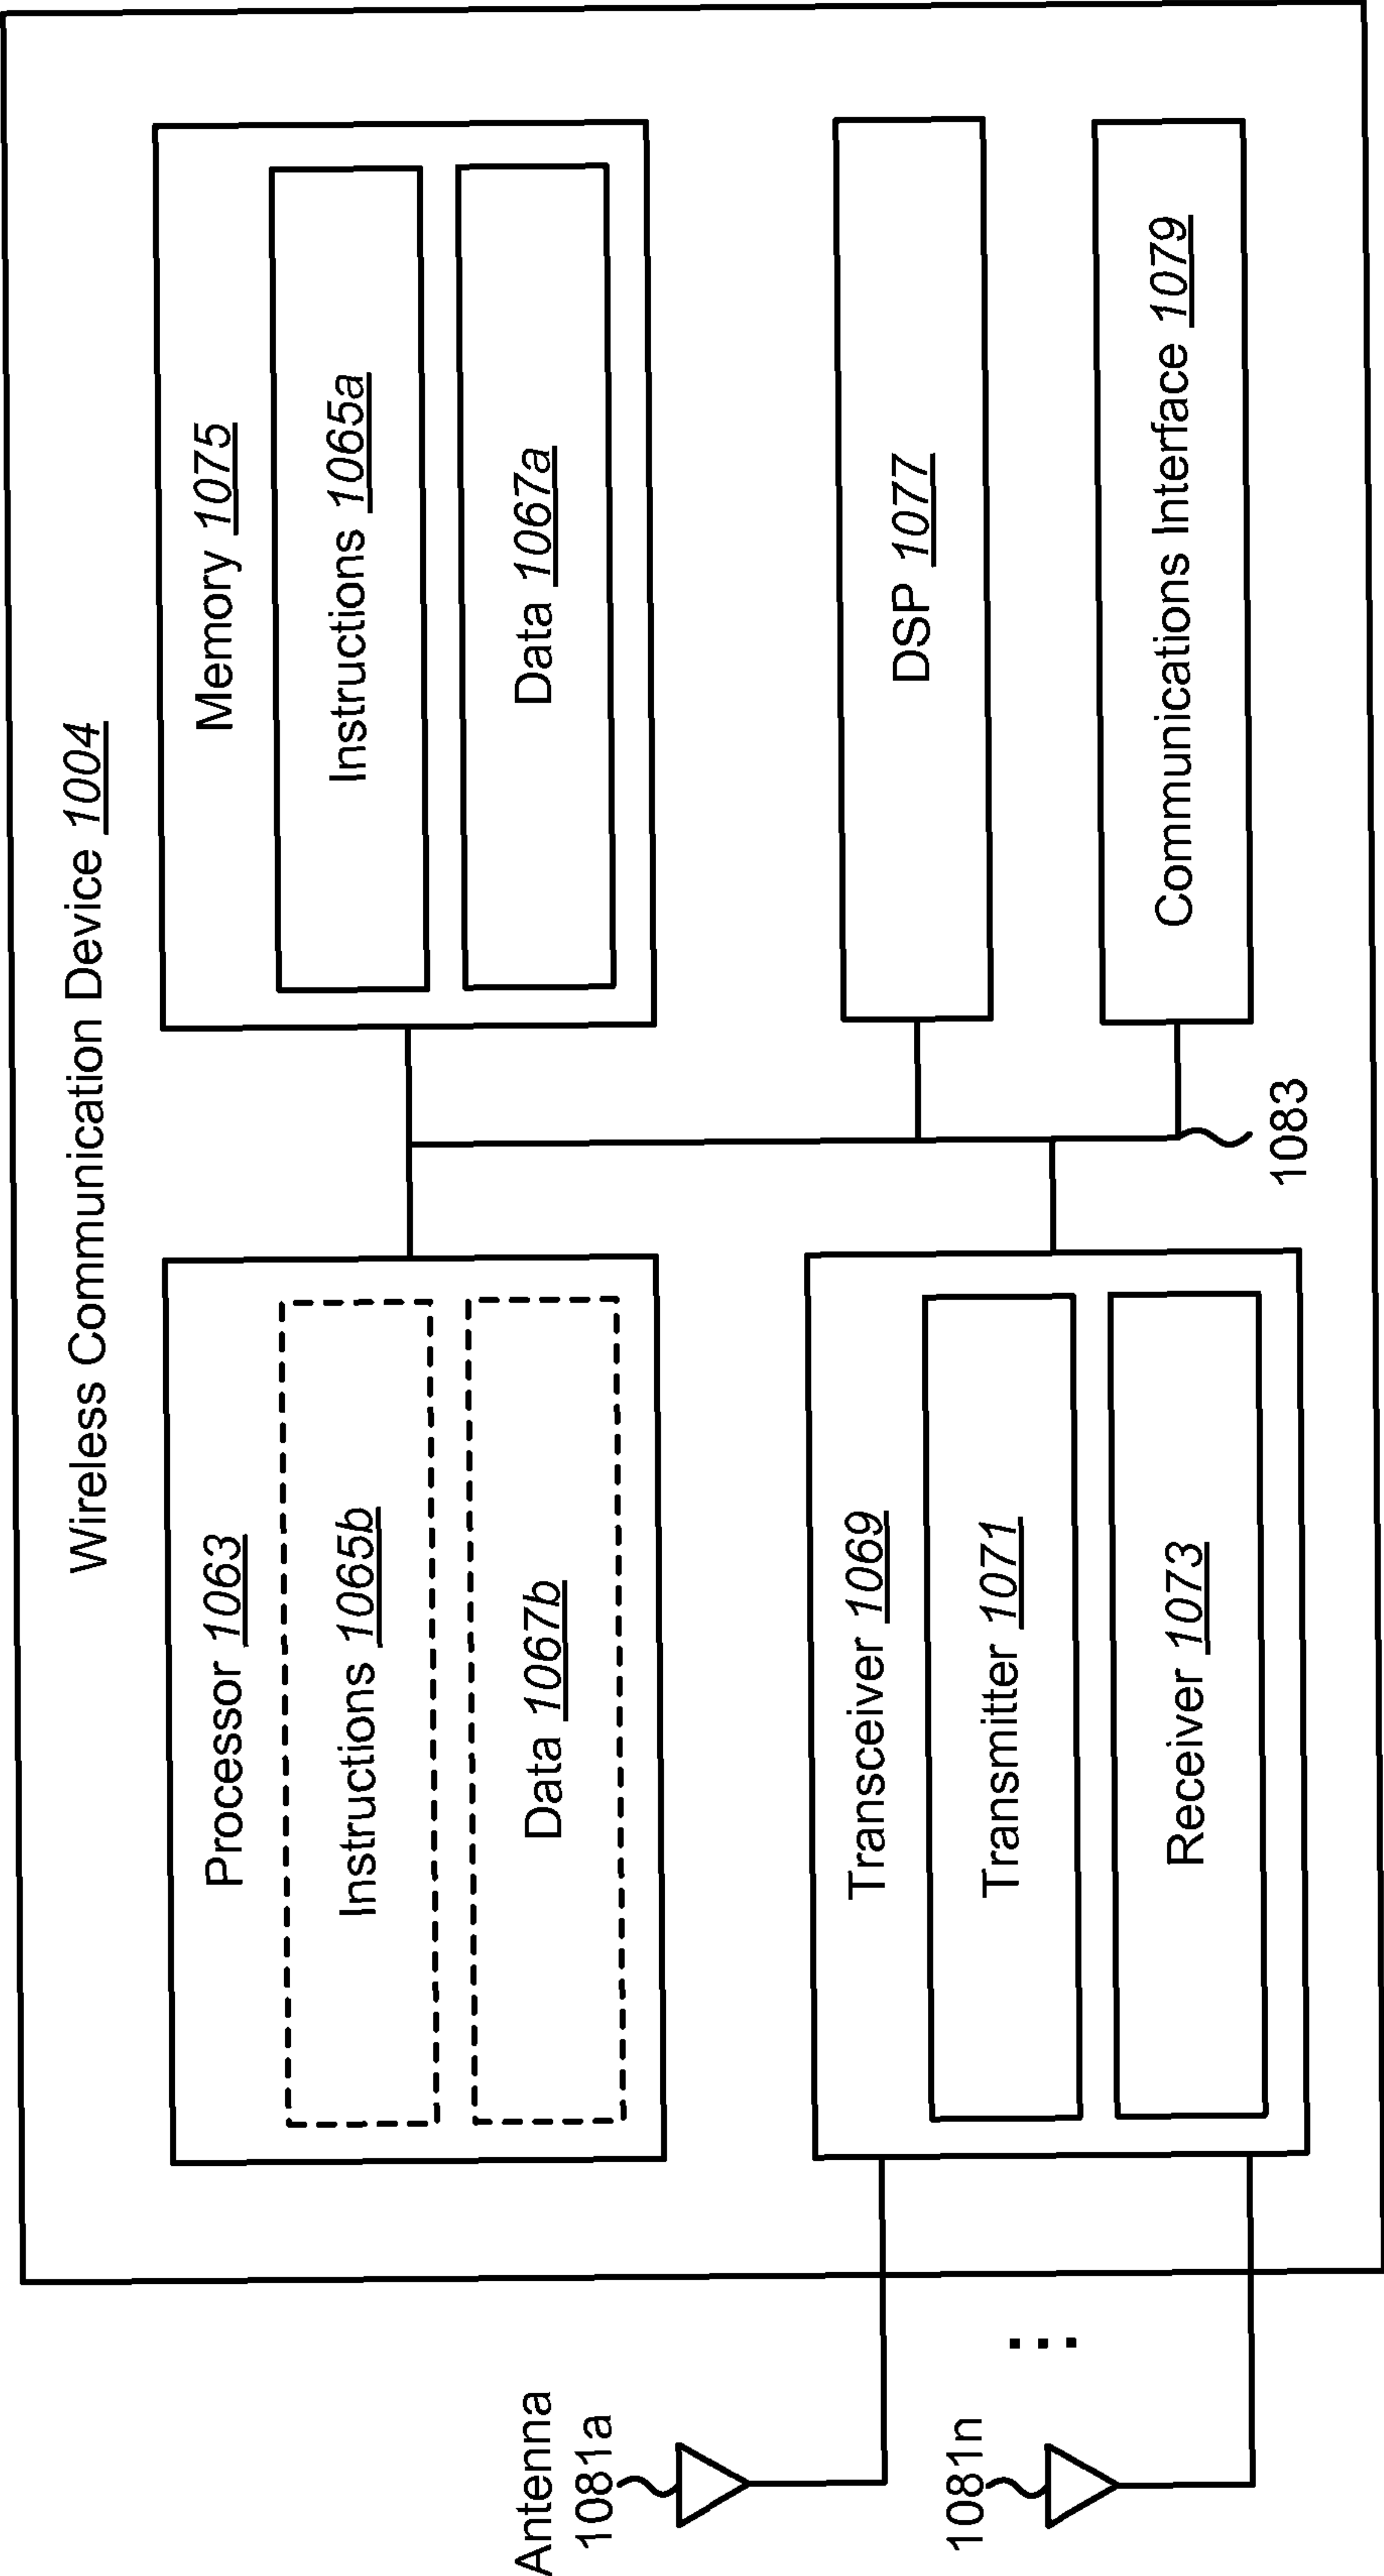 Wireless Communication Device 1004
Processor 1063
Instructions 1065b
Data 1067b
Memory 1075
Instructions 1065a
Data 1067a
Antenna
1081a
Transceiver 1069
Transmitter 1071
Receiver 1073
DSP 1077
Communications Interface 1079
1081n
...
1083